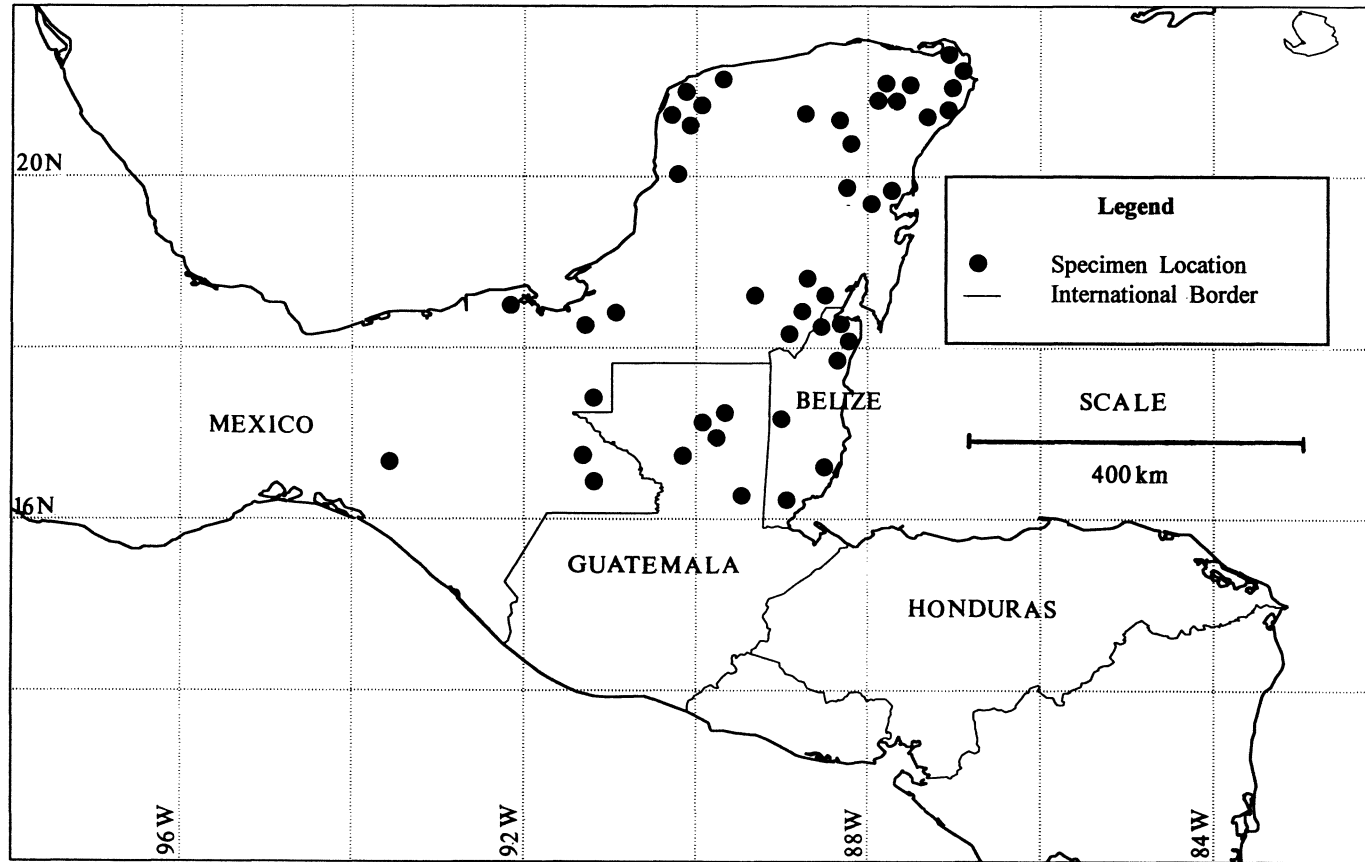 20N
Legend
Specimen Location
International Border
BELIZE
SCALE
MEXICO
400 km
16N
GUATEMALA
HONDURAS
96 W
92 W
88 W
84 W